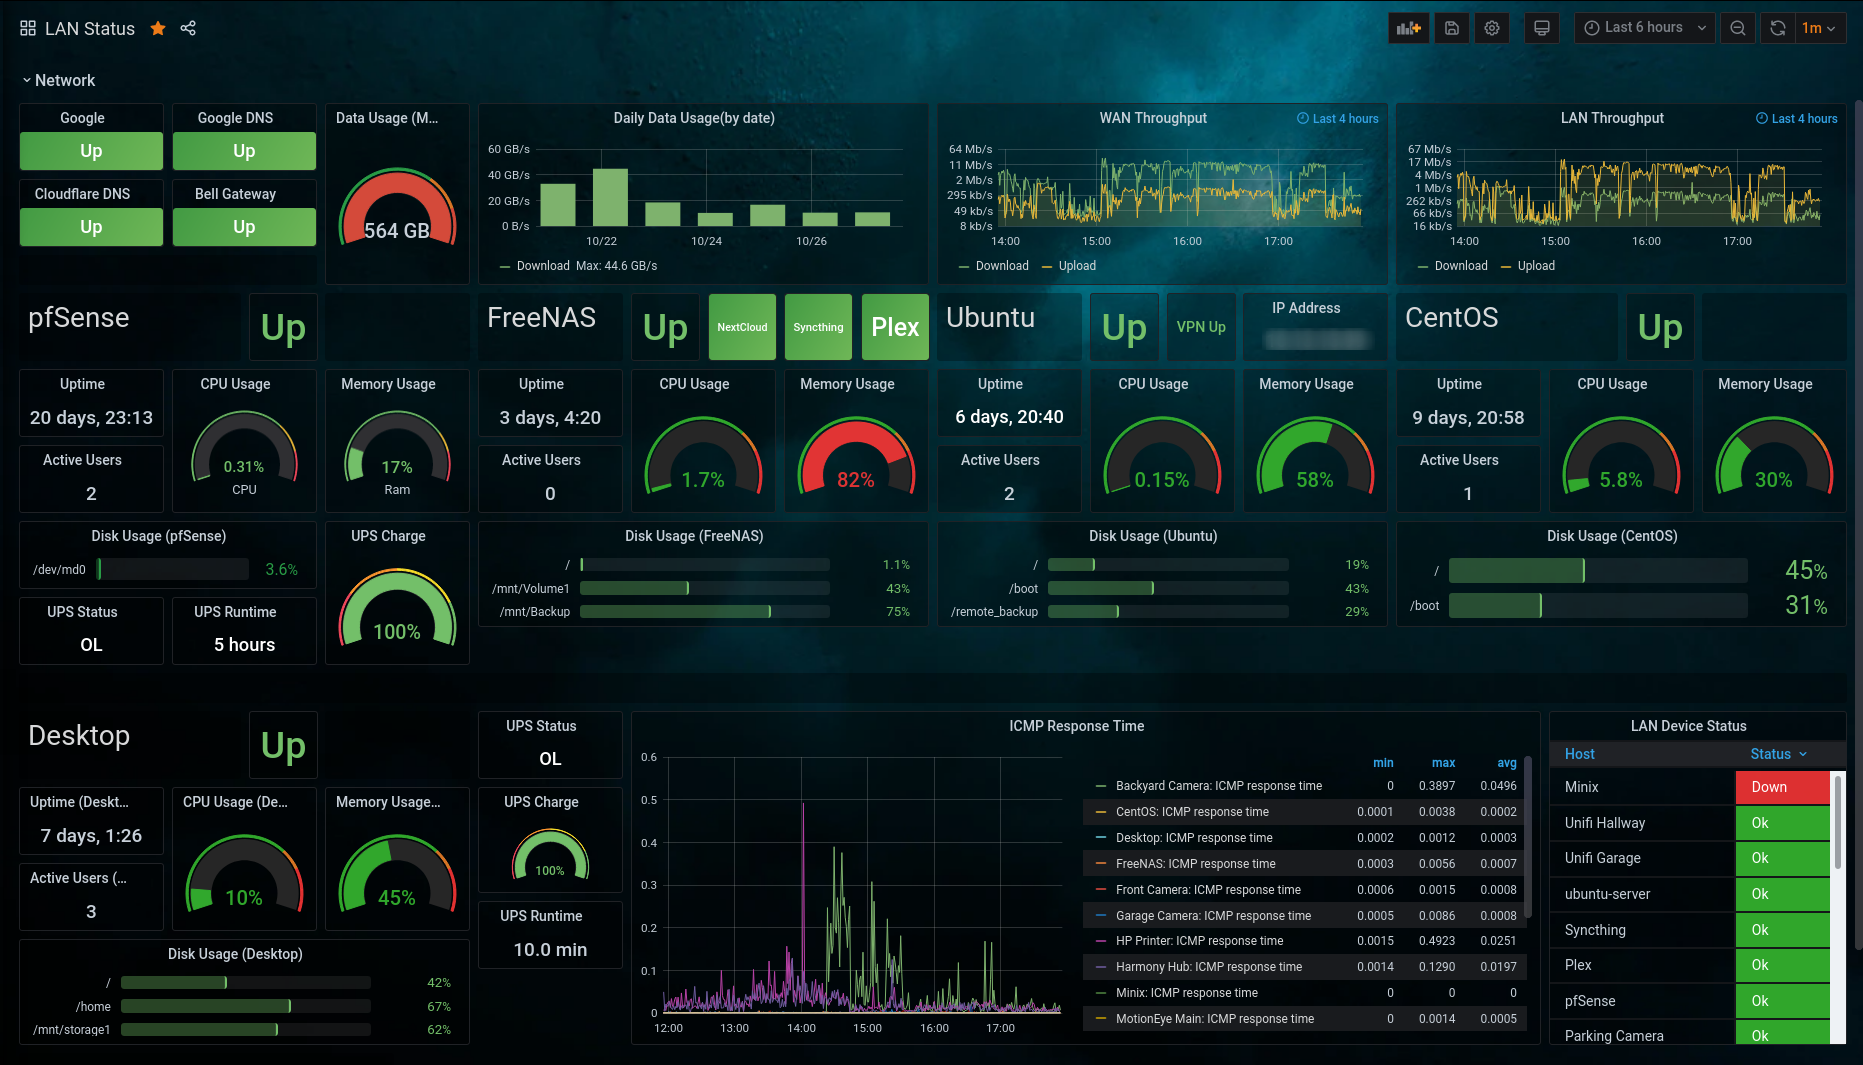 LAN Status
Last 6 hours
1m
Network
Google
Up
Google DNS
Up
Cloudflare DNS
Up
Bell Gateway
Up
Data Usage (M...
564 GB
Daily Data Usage(by date)
60 GB/s
40 GB/s
20 GB/s
0 B/s
10/22 10/24 10/26
Download Max: 44.6 GB/s
WAN Throughput
Last 4 hours
64 Mb/s
11 Mb/s
2 Mb/s
295 kb/s
49 kb/s
8 kb/s
14:00 15:00 16:00 17:00
Download Upload
LAN Throughput
Last 4 hours
67 Mb/s
17 Mb/s
4 Mb/s
1 Mb/s
262 kb/s
66 kb/s
16 kb/s
14:00 15:00 16:00 17:00
Download Upload
pfSense
Up
FreeNAS
Up
NextCloud
Syncthing
Plex
Ubuntu
Up
VPN Up
IP Address
CentOS
Up
Uptime
20 days, 23:13
Active Users
2
CPU Usage
0.31%
CPU
Memory Usage
17%
Ram
Uptime
3 days, 4:20
Active Users
0
CPU Usage
1.7%
Memory Usage
82%
Uptime
6 days, 20:40
Active Users
2
CPU Usage
0.15%
Memory Usage
58%
Uptime
9 days, 20:58
Active Users
1
CPU Usage
5.8%
Memory Usage
30%
Disk Usage (pfSense)
/dev/md0 3.6%
UPS Status
OL
UPS Runtime
5 hours
UPS Charge
100%
Disk Usage (FreeNAS)
/ 1.1%
/mnt/Volume1 43%
/mnt/Backup 75%
Disk Usage (Ubuntu)
/ 19%
/boot 43%
/remote_backup 29%
Disk Usage (CentOS)
/ 45%
/boot 31%
Desktop
Up
Uptime (Deskt...
7 days, 1:26
Active Users (...
3
CPU Usage (De...
10%
Memory Usage...
45%
Disk Usage (Desktop)
/ 42%
/home 67%
/mnt/storage1 62%
UPS Status
OL
UPS Charge
100%
UPS Runtime
10.0 min
ICMP Response Time
0.6
0.5
0.4
0.3
0.2
0.1
0
12:00 13:00 14:00 15:00 16:00 17:00
min max avg
Backyard Camera: ICMP response time 0 0.3897 0.0496
CentOS: ICMP response time 0.0001 0.0038 0.0002
Desktop: ICMP response time 0.0002 0.0012 0.0003
FreeNAS: ICMP response time 0.0003 0.0056 0.0007
Front Camera: ICMP response time 0.0006 0.0015 0.0008
Garage Camera: ICMP response time 0.0005 0.0086 0.0008
HP Printer: ICMP response time 0.0015 0.4923 0.0251
Harmony Hub: ICMP response time 0.0014 0.1290 0.0197
Minix: ICMP response time 0 0 0
MotionEye Main: ICMP response time 0 0.0014 0.0005
LAN Device Status
Host Status
Minix Down
Unifi Hallway Ok
Unifi Garage Ok
ubuntu-server Ok
Syncthing Ok
Plex Ok
pfSense Ok
Parking Camera Ok